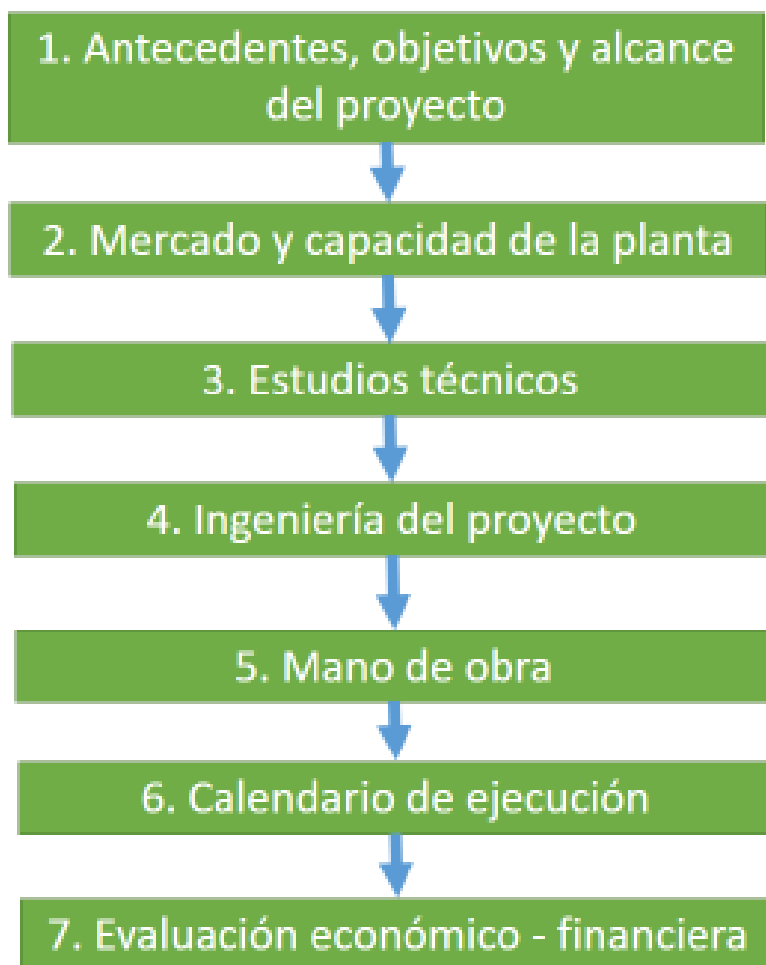 1. Antecedentes, objetivos y alcance
del proyecto
2. Mercado y capacidad de la planta
3. Estudios técnicos
4. Ingeniería del proyecto
5. Mano de obra
6. Calendario de ejecución
7. Evaluación económico - financiera